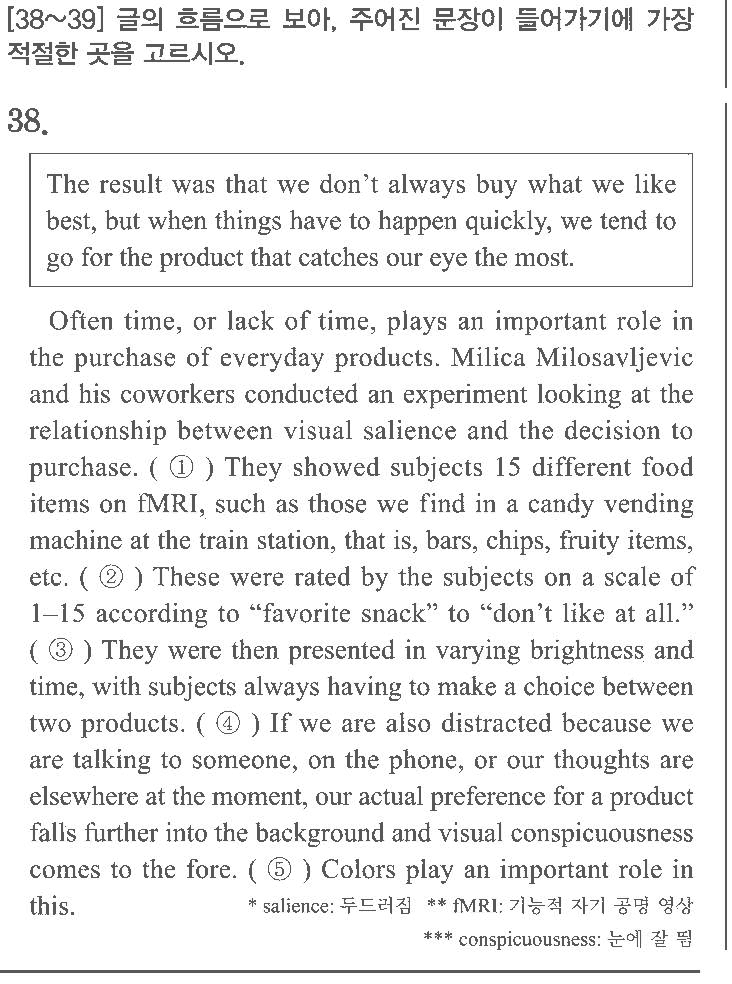 [38～39] 글의 흐름으로 보아, 주어진 문장이 들어가기에 가장
적절한 곳을 고르시오.
38.
The result was that we don't always buy what we like
best, but when things have to happen quickly, we tend to
go for the product that catches our eye the most.
Often time, or lack of time, plays an important role in
the purchase of everyday products. Milica Milosavljevic
and his coworkers conducted an experiment looking at the
relationship between visual salience and the decision to
purchase. ( ① ) They showed subjects 15 different food
items on fMRI, such as those we find in a candy vending
machine at the train station, that is, bars, chips, fruity items,
etc. ( ② ) These were rated by the subjects on a scale of
1–15 according to “favorite snack” to “don't like at all.”
( ③ ) They were then presented in varying brightness and
time, with subjects always having to make a choice between
two products. ( ④ ) If we are also distracted because we
are talking to someone, on the phone, or our thoughts are
elsewhere at the moment, our actual preference for a product
falls further into the background and visual conspicuousness
comes to the fore. ( ⑤ ) Colors play an important role in
this. * salience: 두드러짐 ** fMRI: 기능적 자기 공명 영상
*** conspicuousness: 눈에 잘 띔